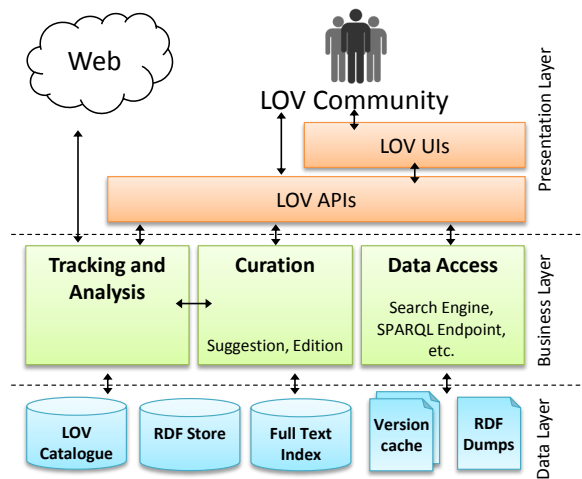 Web
LOV Community
LOV UIs
LOV APIs
Presentation Layer
Tracking and
Analysis
Curation
Suggestion, Edition
Data Access
Search Engine,
SPARQL Endpoint,
etc.
Business Layer
LOV
Catalogue
RDF Store
Full Text
Index
Version
cache
RDF
Dumps
Data Layer